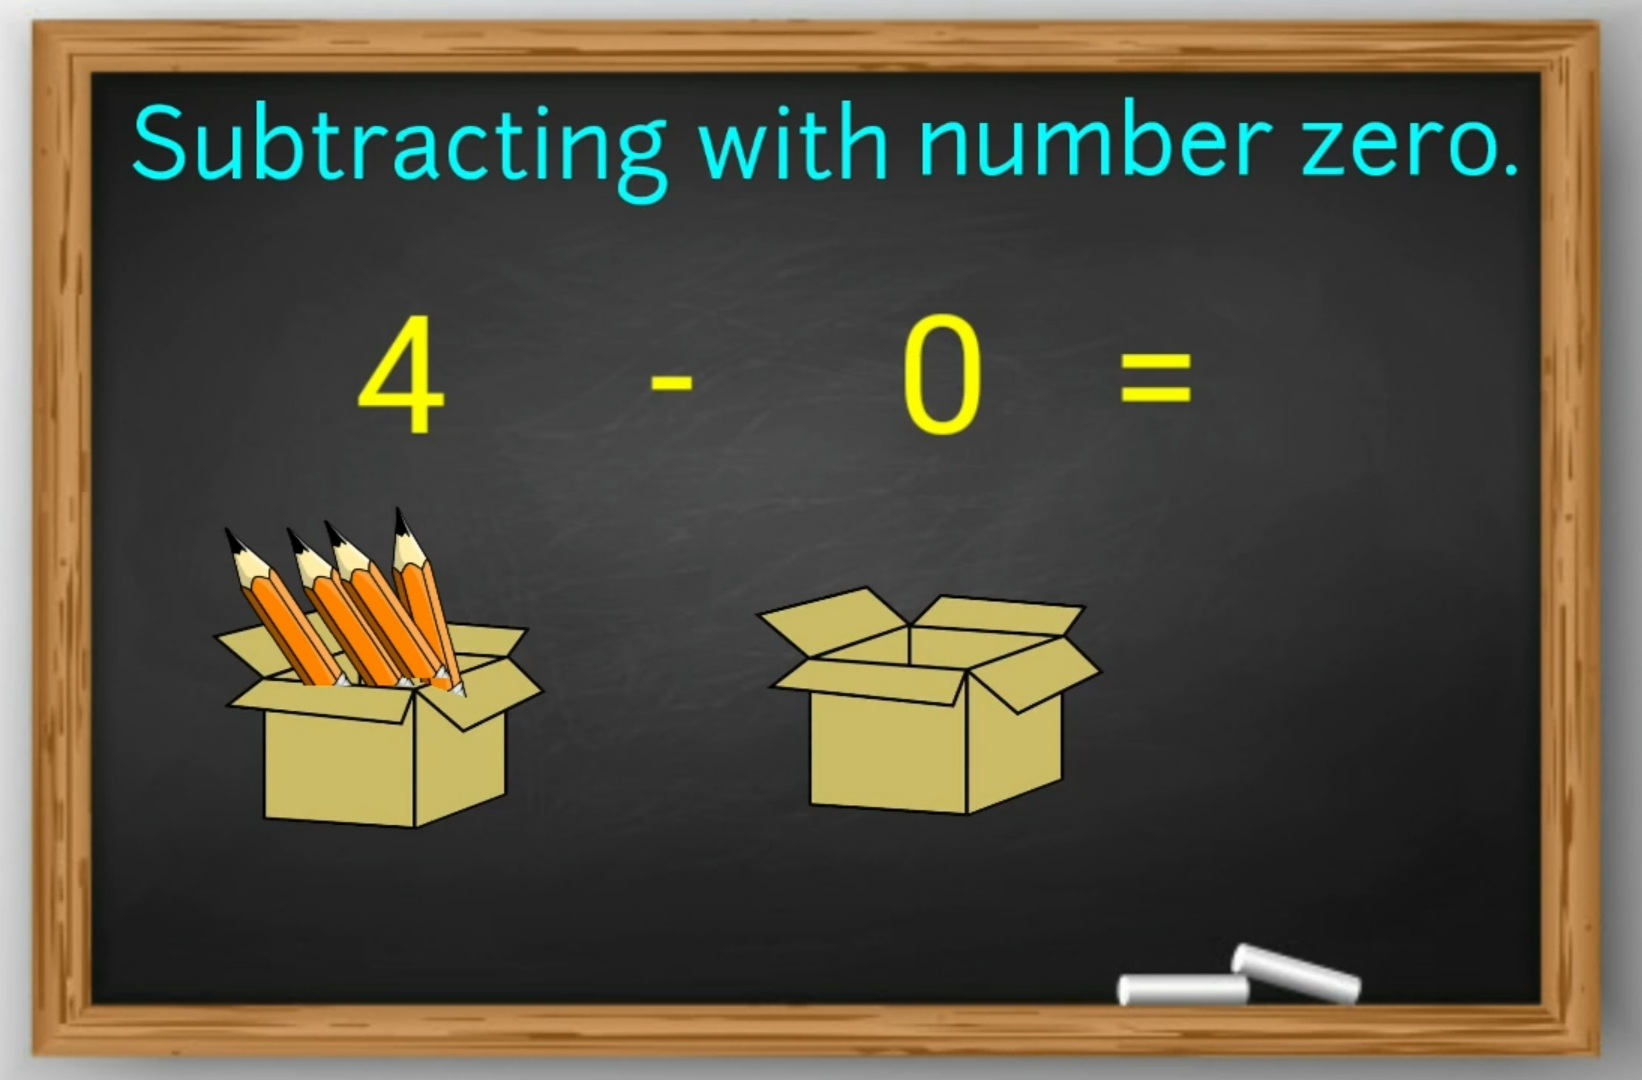 Subtracting with number zero.
4 - 0 =